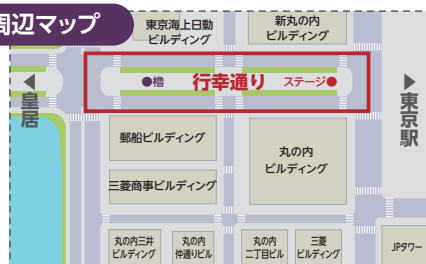 周辺マップ
東京海上日動
ビルディング
新丸の内
ビルディング
◀皇居
●櫓
行幸通り
ステージ●
▶東京駅
郵船ビルディング
丸の内
ビルディング
三菱商事ビルディング
丸の内三井
ビルディング
丸の内
仲通りビル
丸の内
二丁目ビル
三菱
ビルディング
JPタワー